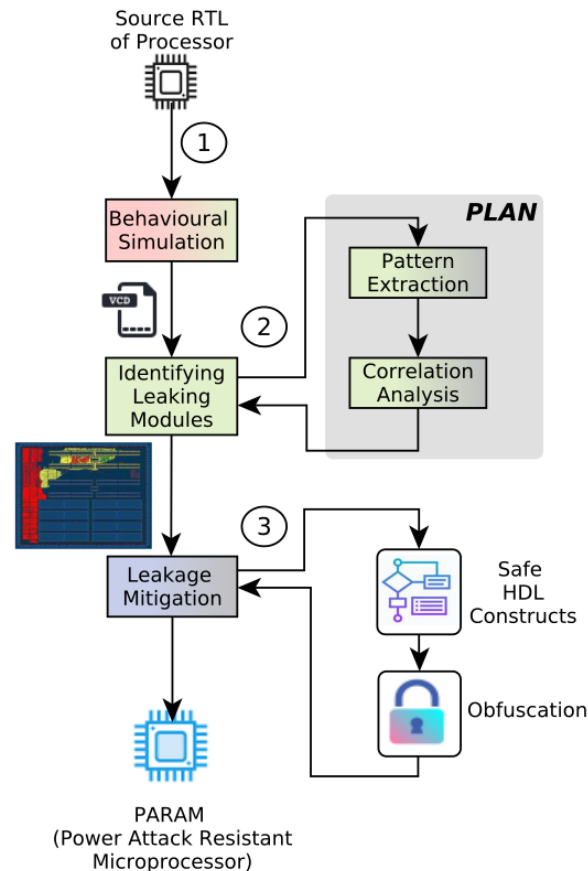 Source RTL
of Processor
1
Behavioural
Simulation
VCD
2
PLAN
Pattern
Extraction
Identifying
Leaking
Modules
Correlation
Analysis
3
Leakage
Mitigation
Safe
HDL
Constructs
Obfuscation
PARAM
(Power Attack Resistant
Microprocessor)